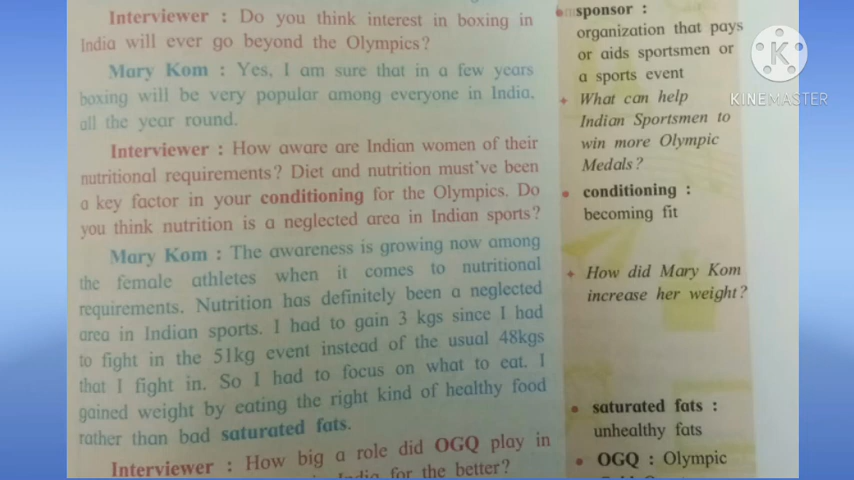 Interviewer : Do you think interest in boxing in
India will ever go beyond the Olympics?
Mary Kom : Yes, I am sure that in a few years
boxing will be very popular among everyone in India,
all the year round.
Interviewer : How aware are Indian women of their
nutritional requirements? Diet and nutrition must've been
a key factor in your conditioning for the Olympics. Do
you think nutrition is a neglected area in Indian sports?
Mary Kom : The awareness is growing now among
the female athletes when it comes to nutritional
requirements. Nutrition has definitely been a neglected
area in Indian sports. I had to gain 3 kgs since I had
to fight in the 51kg event instead of the usual 48kgs
that I fight in. So I had to focus on what to eat. I
gained weight by eating the right kind of healthy food
rather than bad saturated fats.
Interviewer : How big a role did OGQ play in
India for the better?
sponsor :
organization that pays
or aids sportsmen or
a sports event
What can help
Indian Sportsmen to
win more Olympic
Medals?
conditioning :
becoming fit
How did Mary Kom
increase her weight?
saturated fats :
unhealthy fats
OGQ : Olympic
K
KINEMASTER